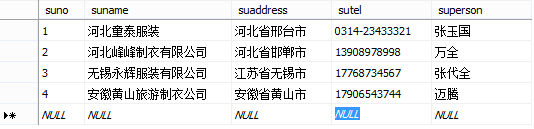 suno suname suaddress sutel superson
1 河北童泰服装 河北省邢台市 0314-23433321 张玉国
2 河北峰峰制衣有限公司 河北省邯郸市 13908978998 万全
3 无锡永辉服装有限公司 江苏省无锡市 17768734567 张代全
4 安徽黄山旅游制衣公司 安徽省黄山市 17906543744 迈腾
NULL NULL NULL NULL NULL